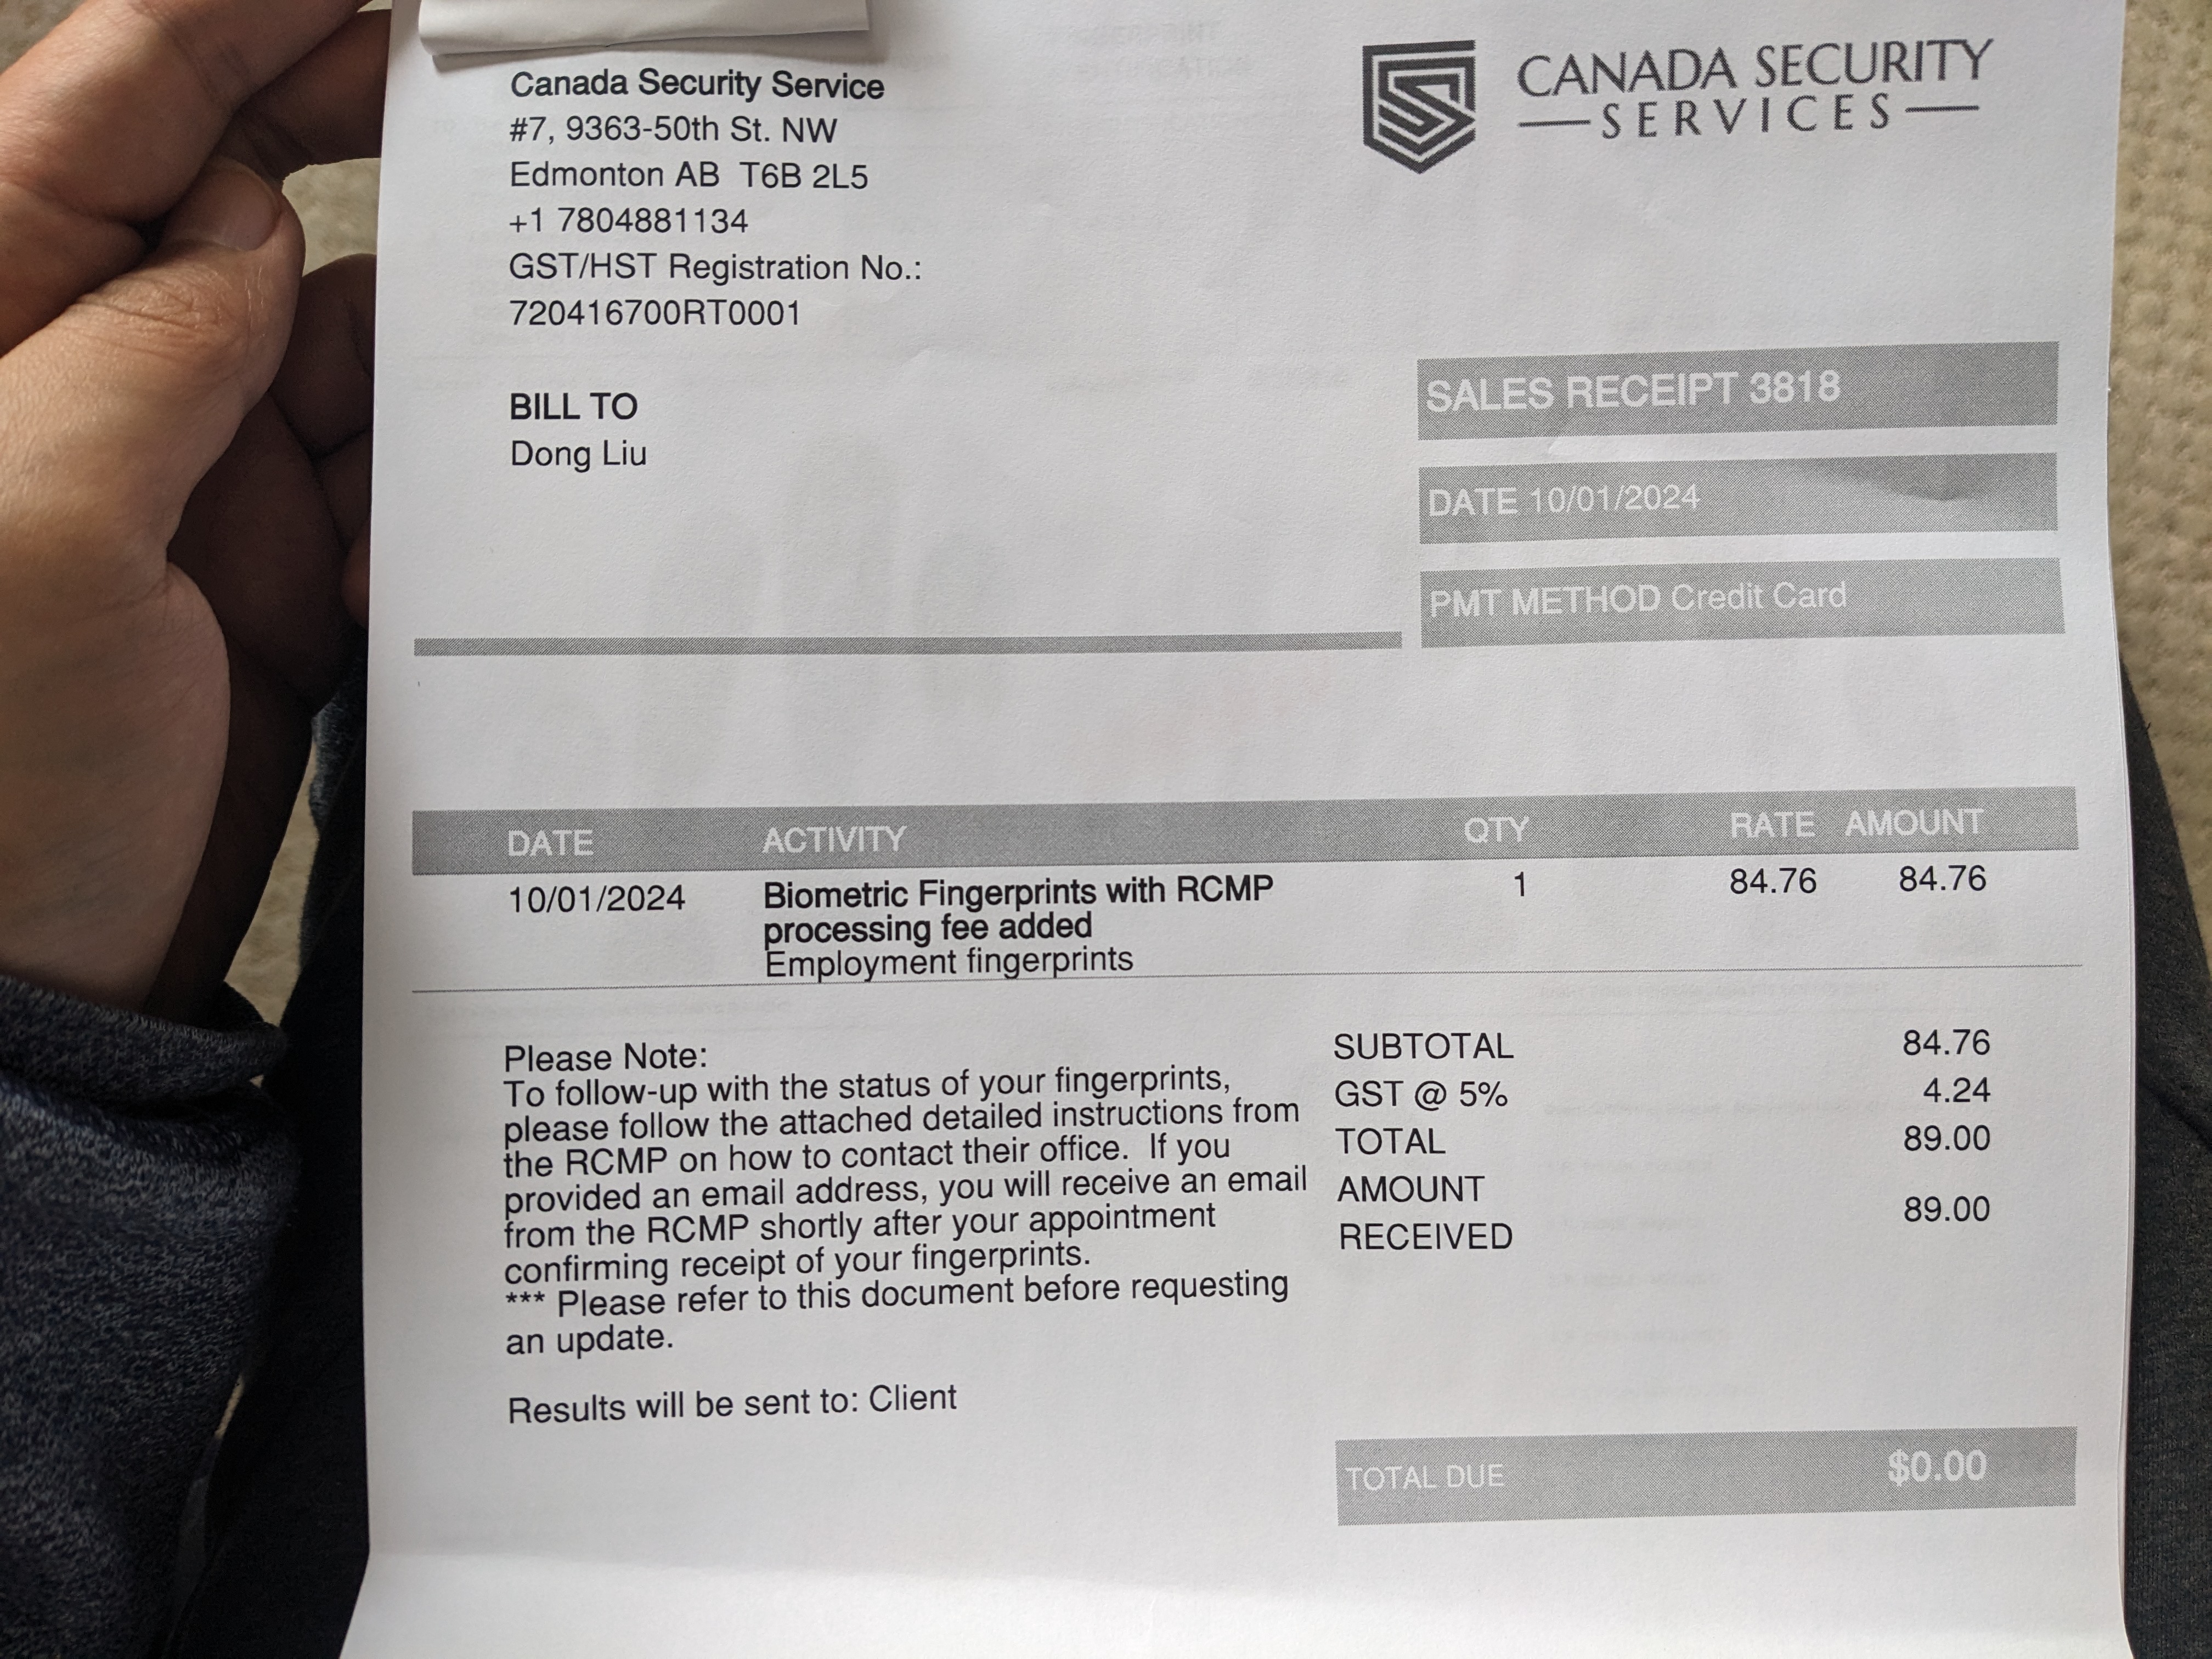 Canada Security Service
#7, 9363-50th St. NW
Edmonton AB  T6B 2L5
+1 7804881134
GST/HST Registration No.:
720416700RT0001
CANADA SECURITY
SERVICES
BILL TO
Dong Liu
SALES RECEIPT 3818
DATE 10/01/2024
PMT METHOD Credit Card
DATE ACTIVITY QTY RATE AMOUNT
10/01/2024 Biometric Fingerprints with RCMP 1 84.76 84.76
processing fee added
Employment fingerprints
Please Note:
To follow-up with the status of your fingerprints,
please follow the attached detailed instructions from
the RCMP on how to contact their office.  If you
provided an email address, you will receive an email
from the RCMP shortly after your appointment
confirming receipt of your fingerprints.
*** Please refer to this document before requesting
an update.
Results will be sent to: Client
SUBTOTAL 84.76
GST @ 5% 4.24
TOTAL 89.00
AMOUNT
RECEIVED 89.00
TOTAL DUE $0.00